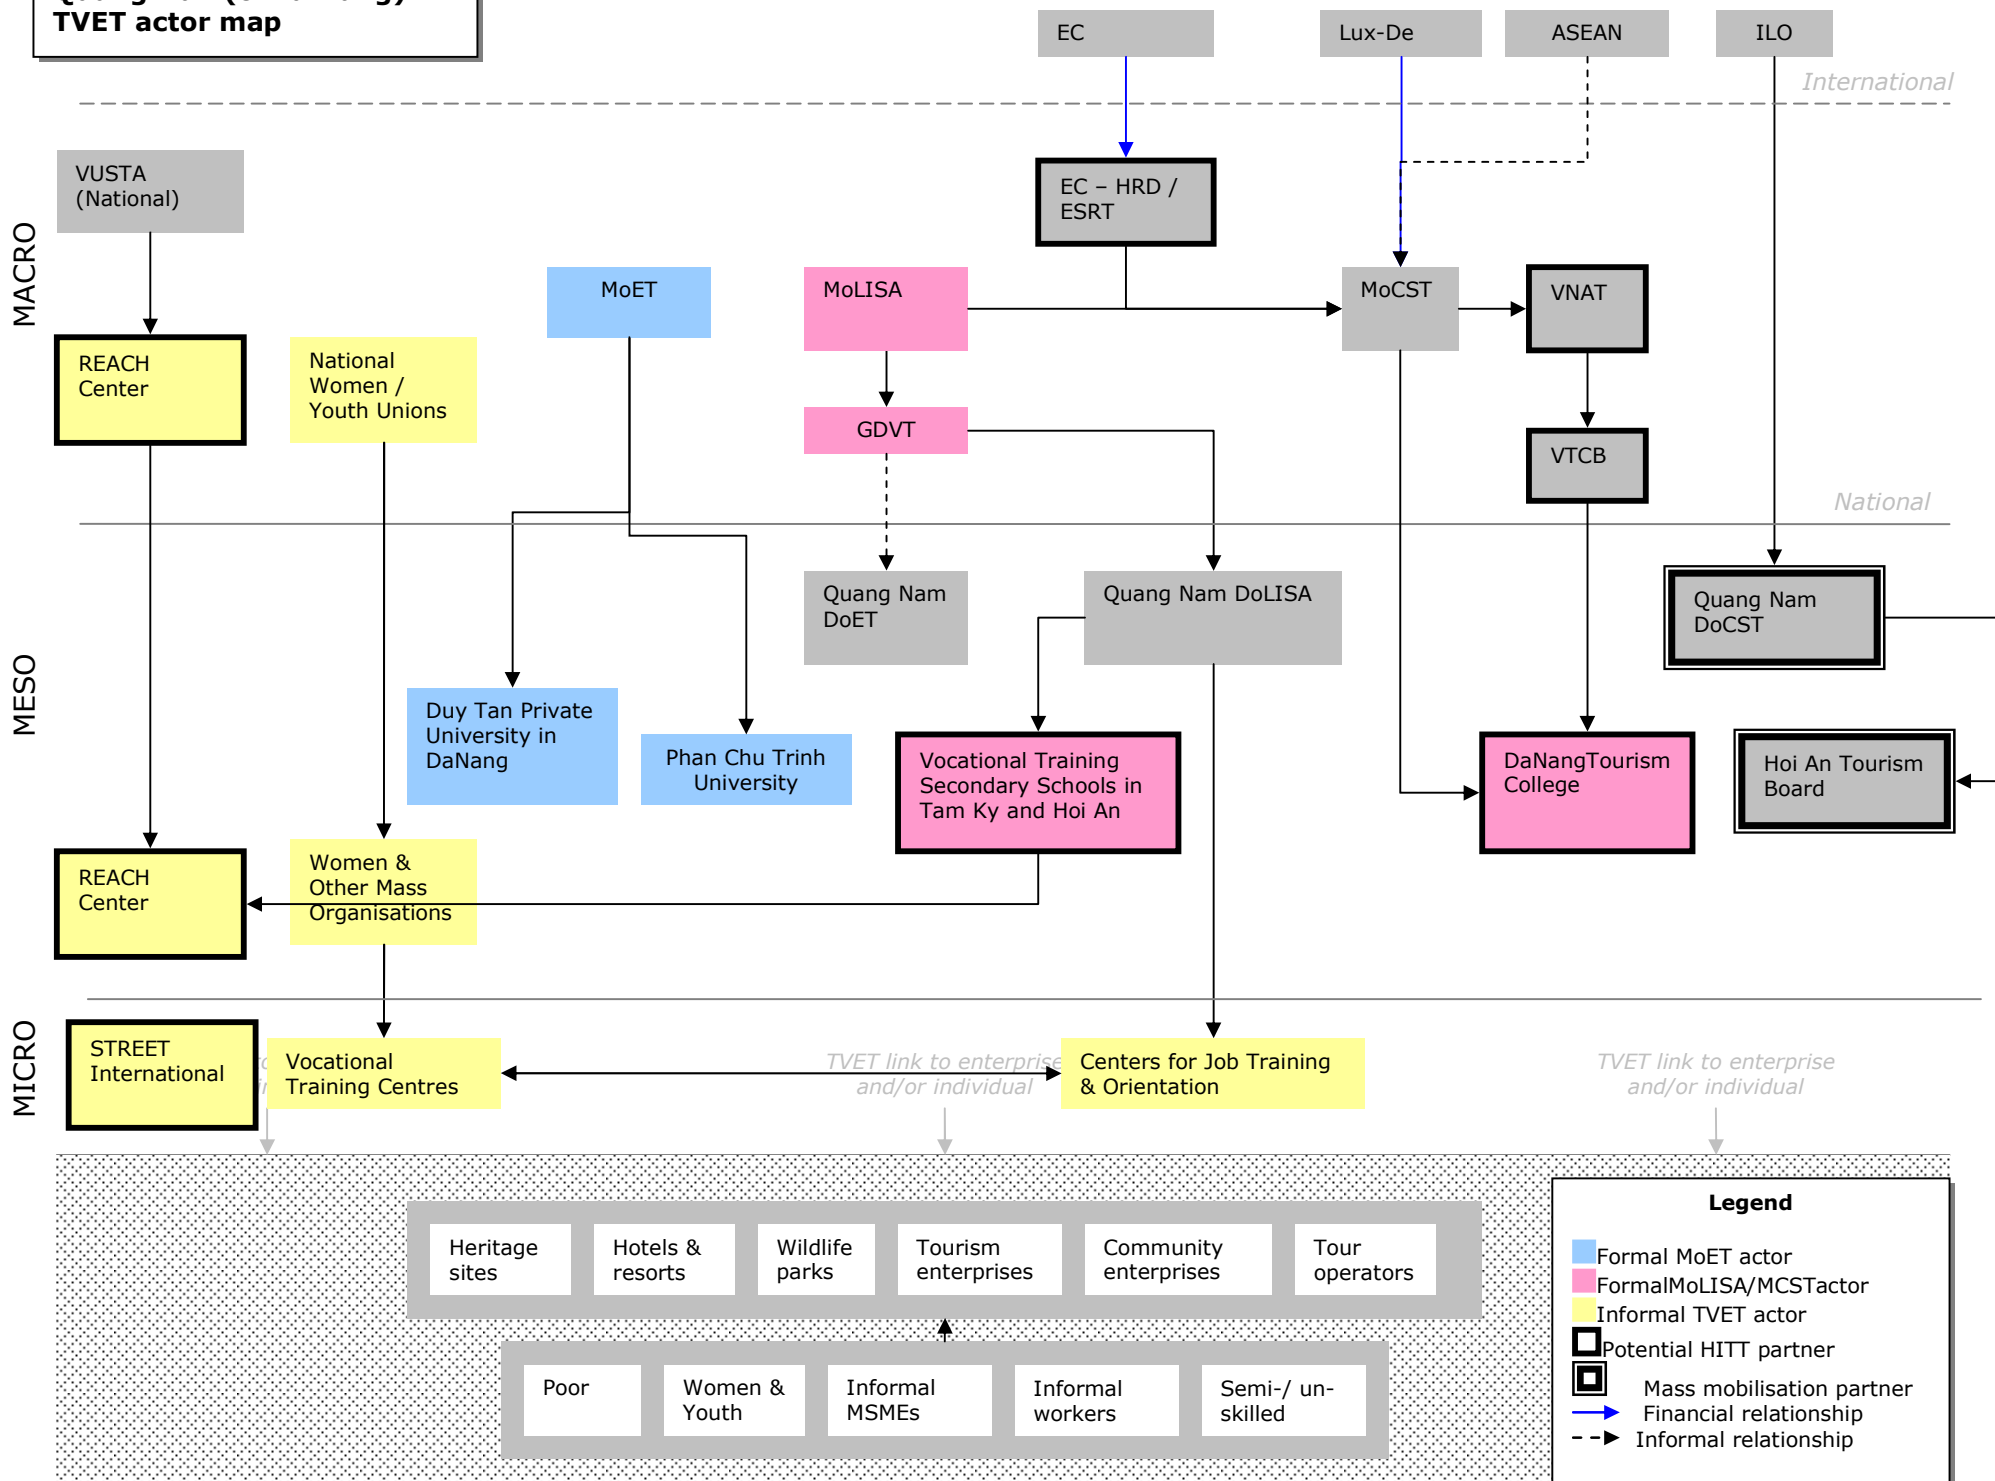 TVET actor map
EC
Lux-De
ASEAN
ILO
International
MACRO
VUSTA
(National)
EC – HRD /
ESRT
MoET
MoLISA
MoCST
VNAT
REACH
Center
National
Women /
Youth Unions
GDVT
VTCB
National
MESO
Quang Nam
DoET
Quang Nam DoLISA
Quang Nam
DoCST
Duy Tan Private
University in
DaNang
Phan Chu Trinh
University
Vocational Training
Secondary Schools in
Tam Ky and Hoi An
DaNangTourism
College
Hoi An Tourism
Board
REACH
Center
Women &
Other Mass
Organisations
MICRO
STREET
International
Vocational
Training Centres
TVET link to enterprise
and/or individual
Centers for Job Training
& Orientation
TVET link to enterprise
and/or individual
Heritage
sites
Hotels &
resorts
Wildlife
parks
Tourism
enterprises
Community
enterprises
Tour
operators
Poor
Women &
Youth
Informal
MSMEs
Informal
workers
Semi-/ un-
skilled
Legend
Formal MoET actor
FormalMoLISA/MCSTactor
Informal TVET actor
Potential HITT partner
Mass mobilisation partner
Financial relationship
Informal relationship